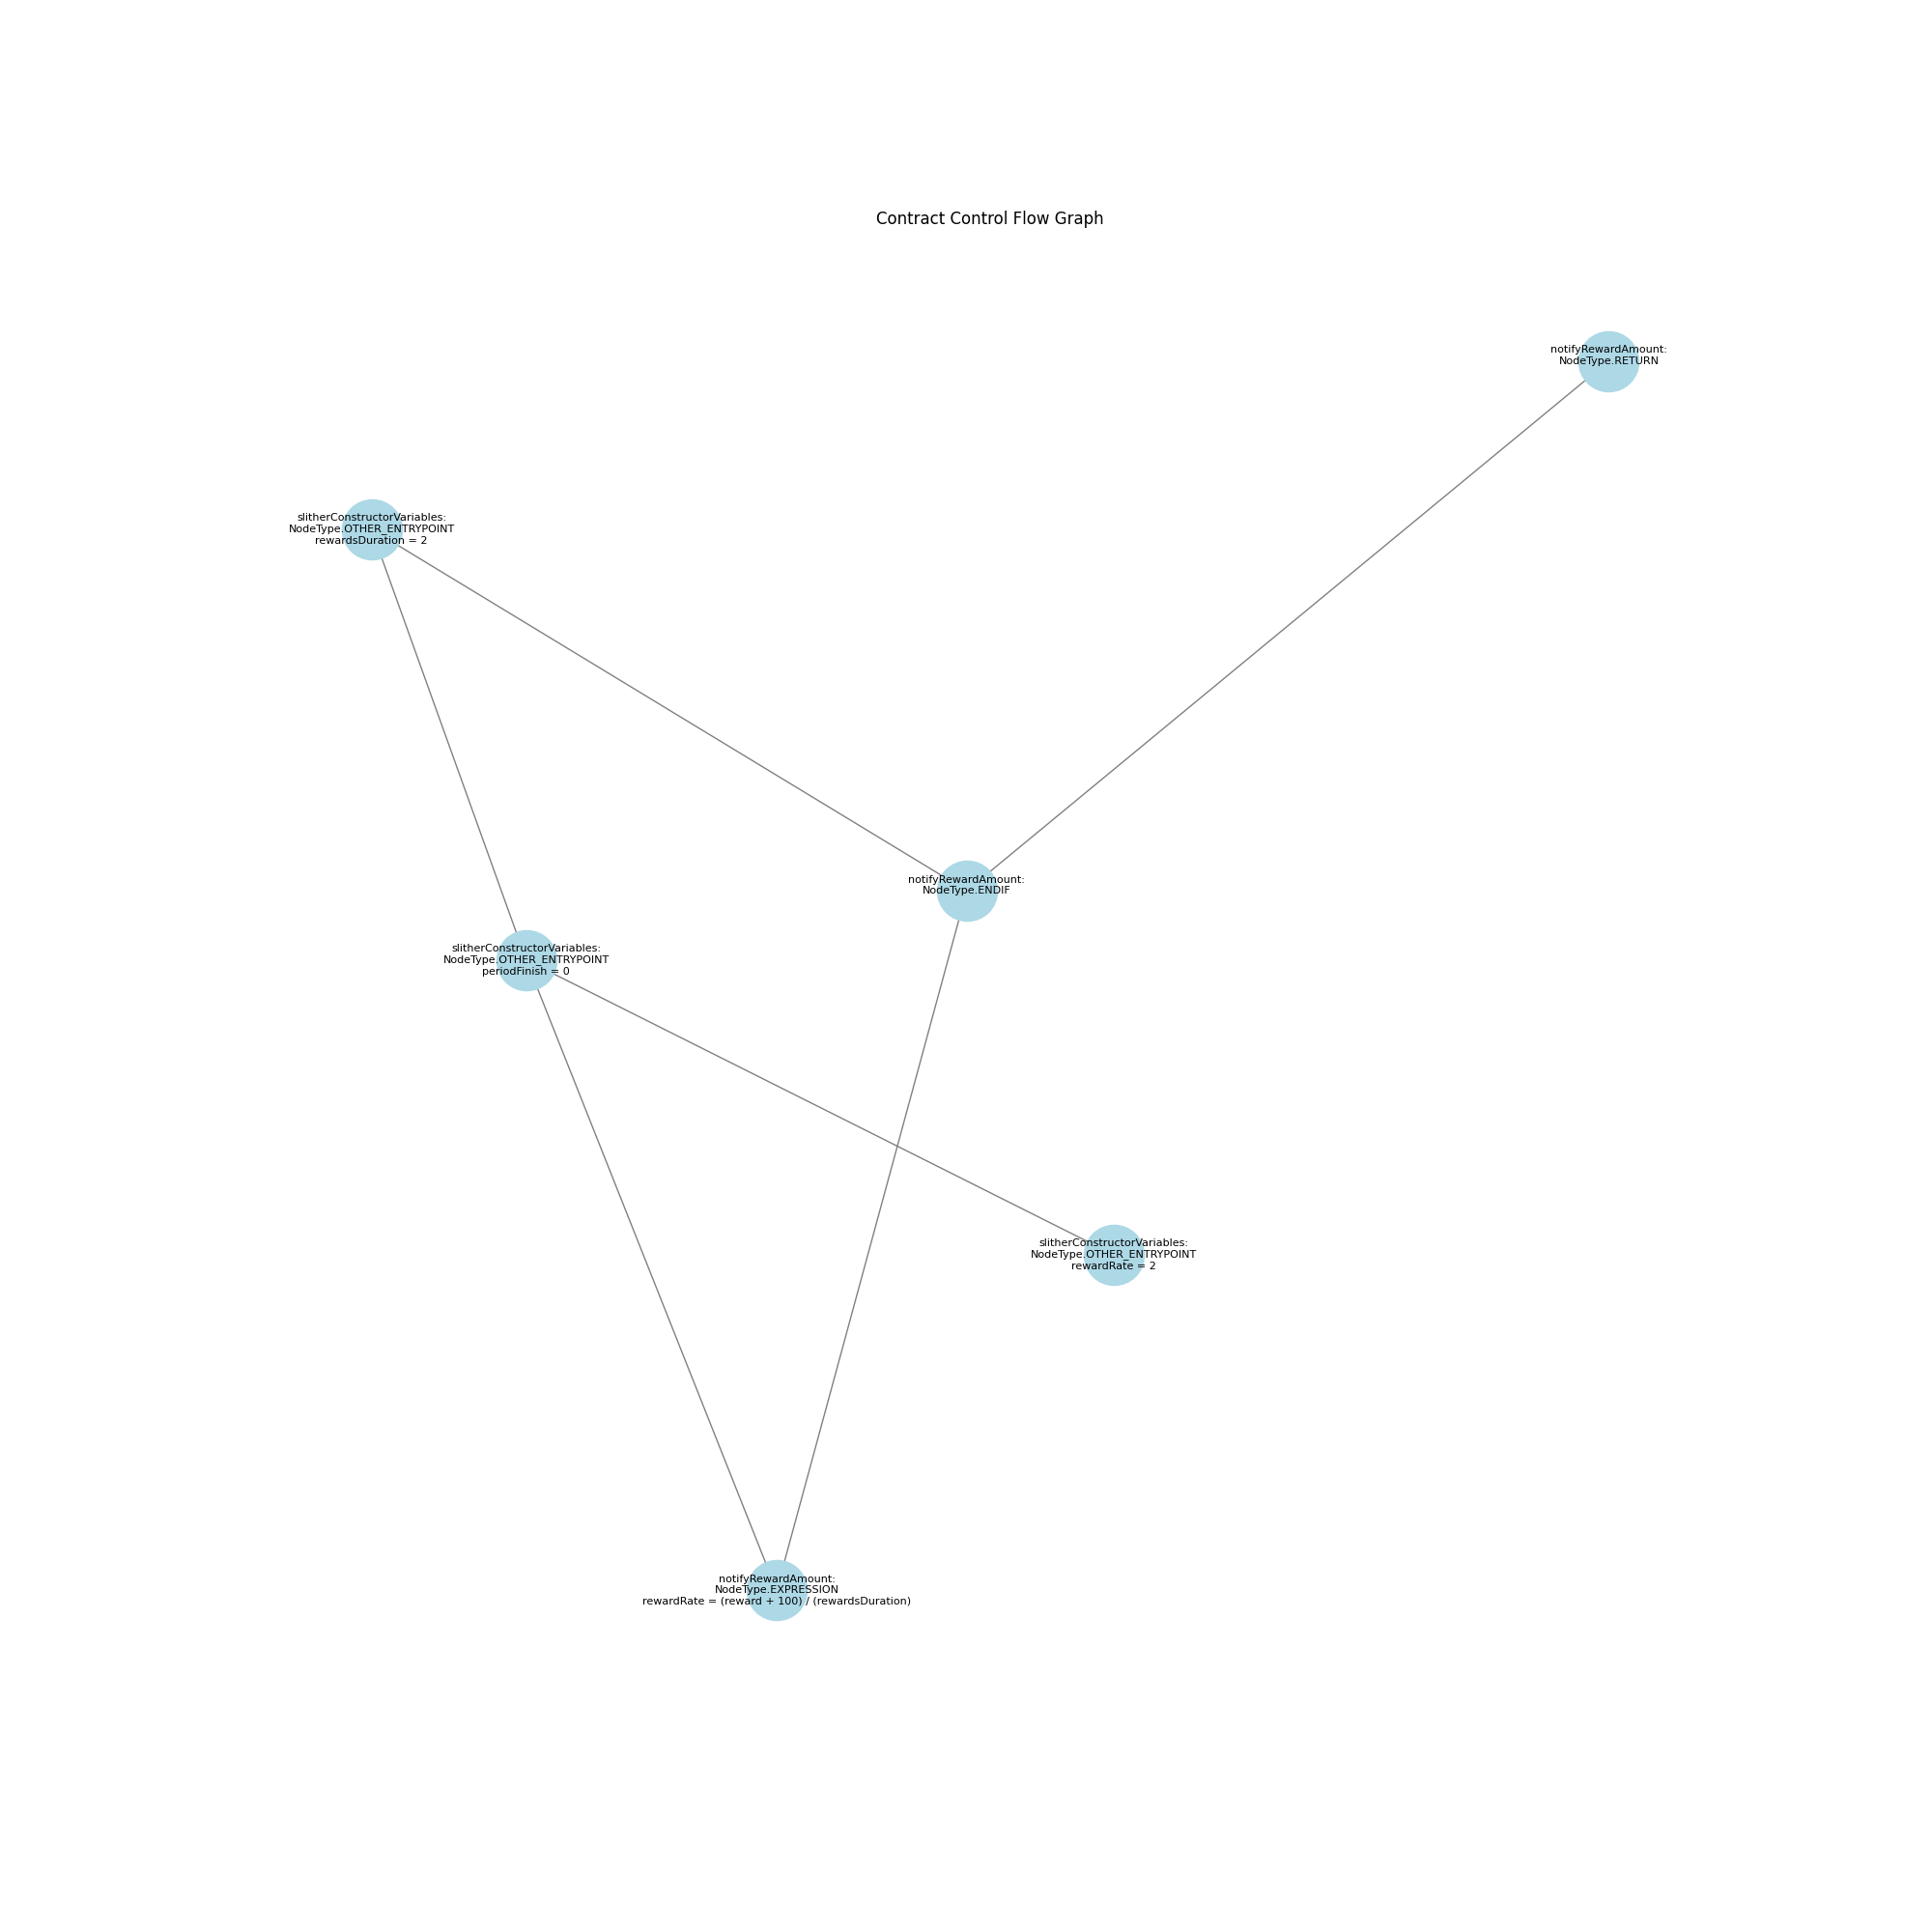 Contract Control Flow Graph
notifyRewardAmount:
NodeType.RETURN
slitherConstructorVariables:
NodeType.OTHER_ENTRYPOINT
rewardsDuration = 2
notifyRewardAmount:
NodeType.ENDIF
slitherConstructorVariables:
NodeType.OTHER_ENTRYPOINT
periodFinish = 0
slitherConstructorVariables:
NodeType.OTHER_ENTRYPOINT
rewardRate = 2
notifyRewardAmount:
NodeType.EXPRESSION
rewardRate = (reward + 100) / (rewardsDuration)